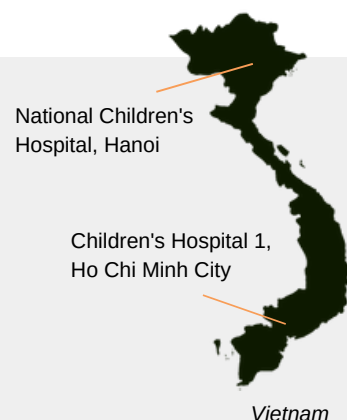 National Children's
Hospital, Hanoi
Children's Hospital 1,
Ho Chi Minh City
Vietnam